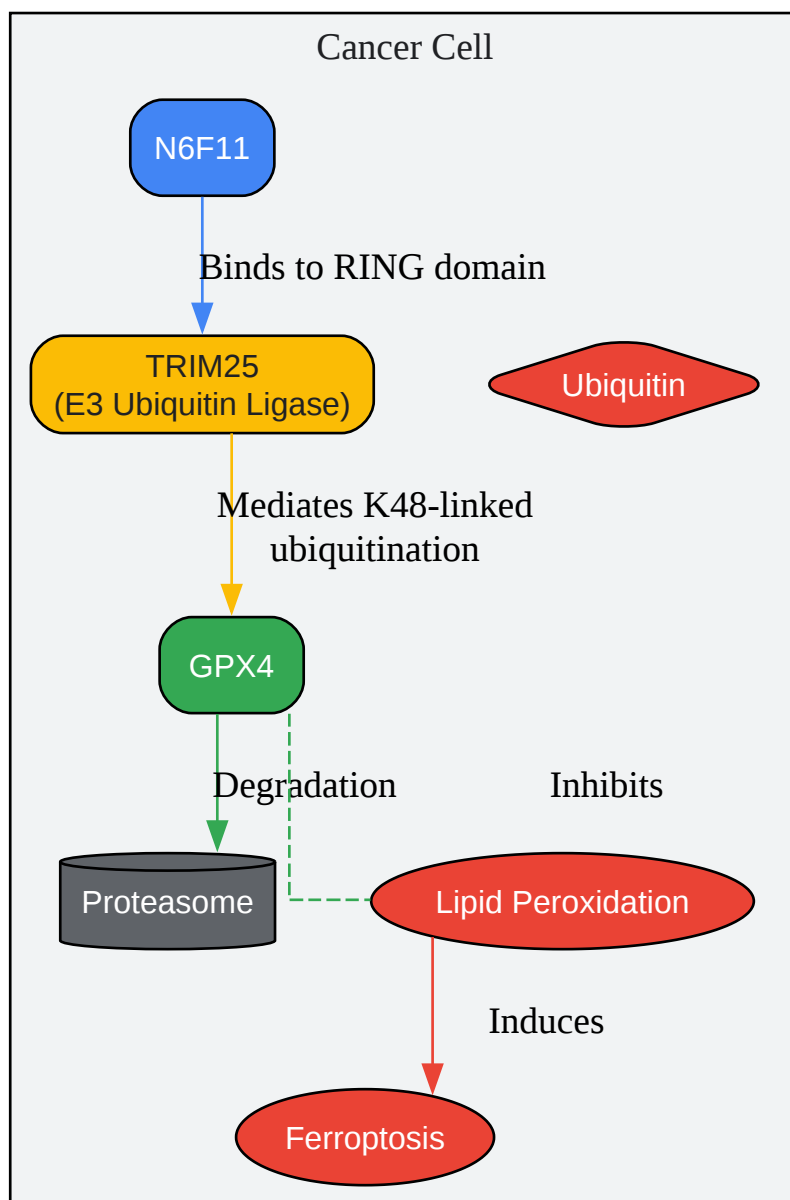 Cancer Cell
N6F11
Binds to RING domain
TRIM25
(E3 Ubiquitin Ligase)
Ubiquitin
Mediates K48-linked
ubiquitination
GPX4
Degradation
Inhibits
Proteasome
Lipid Peroxidation
Induces
Ferroptosis